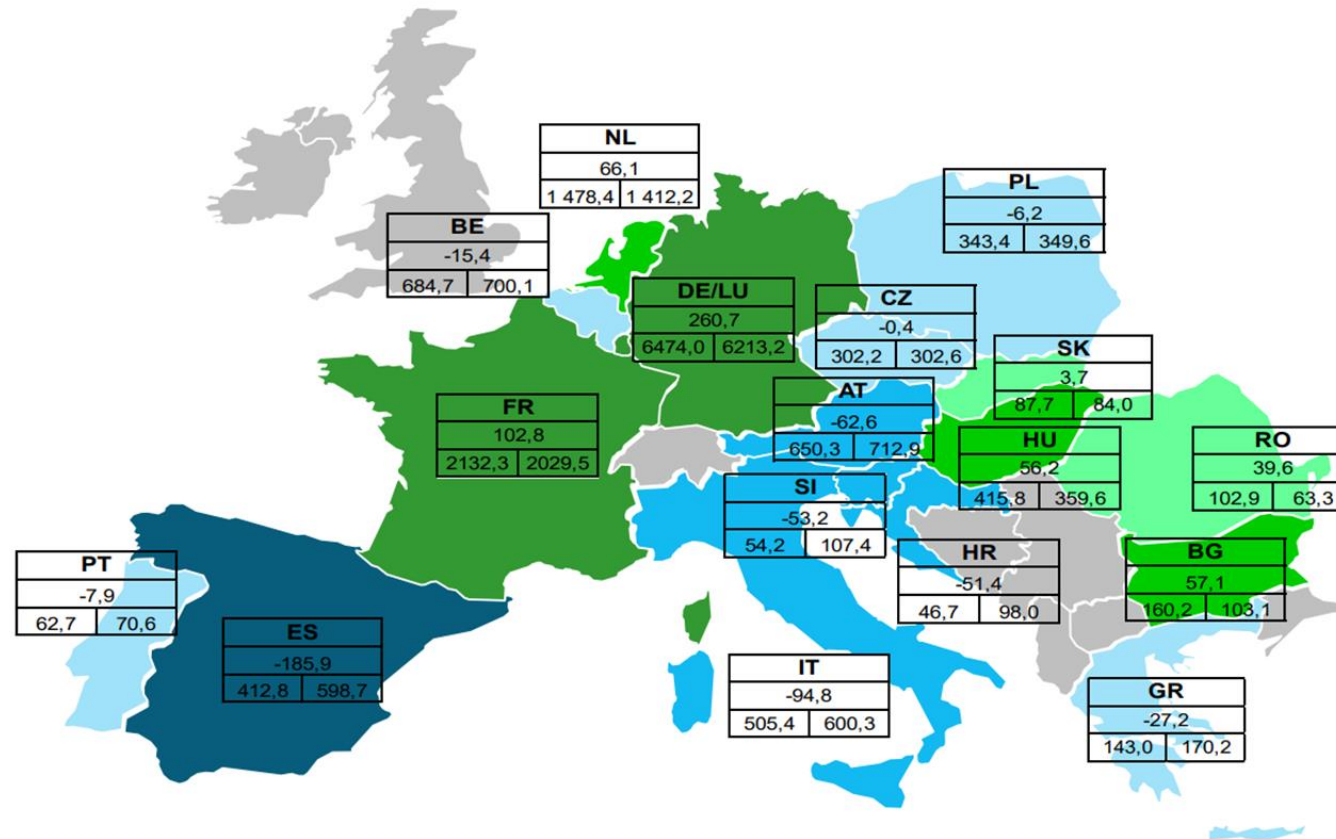 NL
66,1
1 478,4 1 412,2
PL
-6,2
343,4 349,6
BE
-15,4
684,7 700,1
DE/LU
260,7
6474,0 6213,2
CZ
-0,4
302,2 302,6
SK
3,7
87,7 84,0
AT
-62,6
650,3 712,9
FR
102,8
2132,3 2029,5
HU
56,2
415,8 359,6
RO
39,6
102,9 63,3
SI
-53,2
54,2 107,4
HR
-51,4
46,7 98,0
BG
57,1
160,2 103,1
PT
-7,9
62,7 70,6
ES
-185,9
412,8 598,7
IT
-94,8
505,4 600,3
GR
-27,2
143,0 170,2